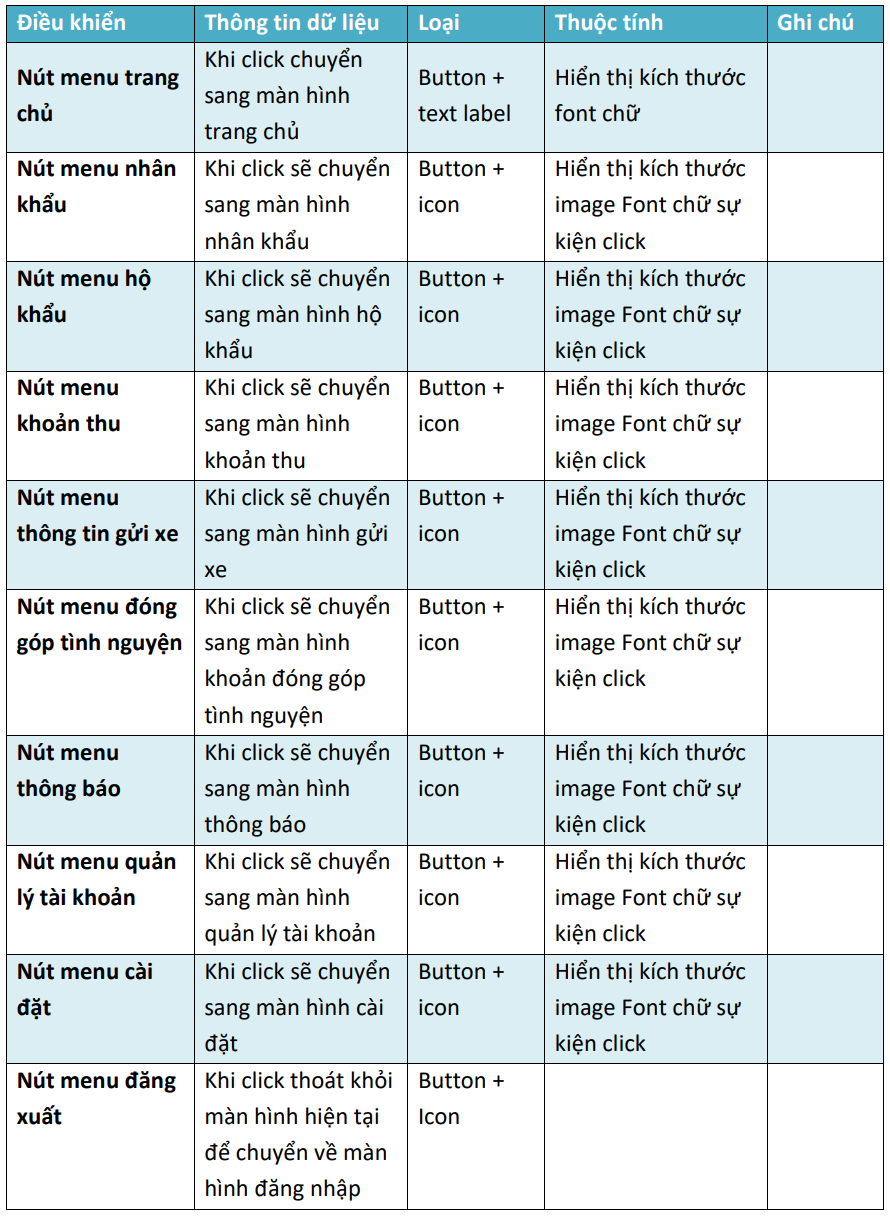 Điều khiển Thông tin dữ liệu Loại Thuộc tính Ghi chú
Nút menu trang
chủ
Khi click chuyển
sang màn hình
trang chủ
Button +
text label
Hiển thị kích thước
font chữ
Nút menu nhân
khẩu
Khi click sẽ chuyển
sang màn hình
nhân khẩu
Button +
icon
Hiển thị kích thước
image Font chữ sự
kiện click
Nút menu hộ
khẩu
Khi click sẽ chuyển
sang màn hình hộ
khẩu
Button +
icon
Hiển thị kích thước
image Font chữ sự
kiện click
Nút menu
khoản thu
Khi click sẽ chuyển
sang màn hình
khoản thu
Button +
icon
Hiển thị kích thước
image Font chữ sự
kiện click
Nút menu
thông tin gửi xe
Khi click sẽ chuyển
sang màn hình gửi
xe
Button +
icon
Hiển thị kích thước
image Font chữ sự
kiện click
Nút menu đóng
góp tình nguyện
Khi click sẽ chuyển
sang màn hình
khoản đóng góp
tình nguyện
Button +
icon
Hiển thị kích thước
image Font chữ sự
kiện click
Nút menu
thông báo
Khi click sẽ chuyển
sang màn hình
thông báo
Button +
icon
Hiển thị kích thước
image Font chữ sự
kiện click
Nút menu quản
lý tài khoản
Khi click sẽ chuyển
sang màn hình
quản lý tài khoản
Button +
icon
Hiển thị kích thước
image Font chữ sự
kiện click
Nút menu cài
đặt
Khi click sẽ chuyển
sang màn hình cài
đặt
Button +
icon
Hiển thị kích thước
image Font chữ sự
kiện click
Nút menu đăng
xuất
Khi click thoát khỏi
màn hình hiện tại
để chuyển về màn
hình đăng nhập
Button +
Icon